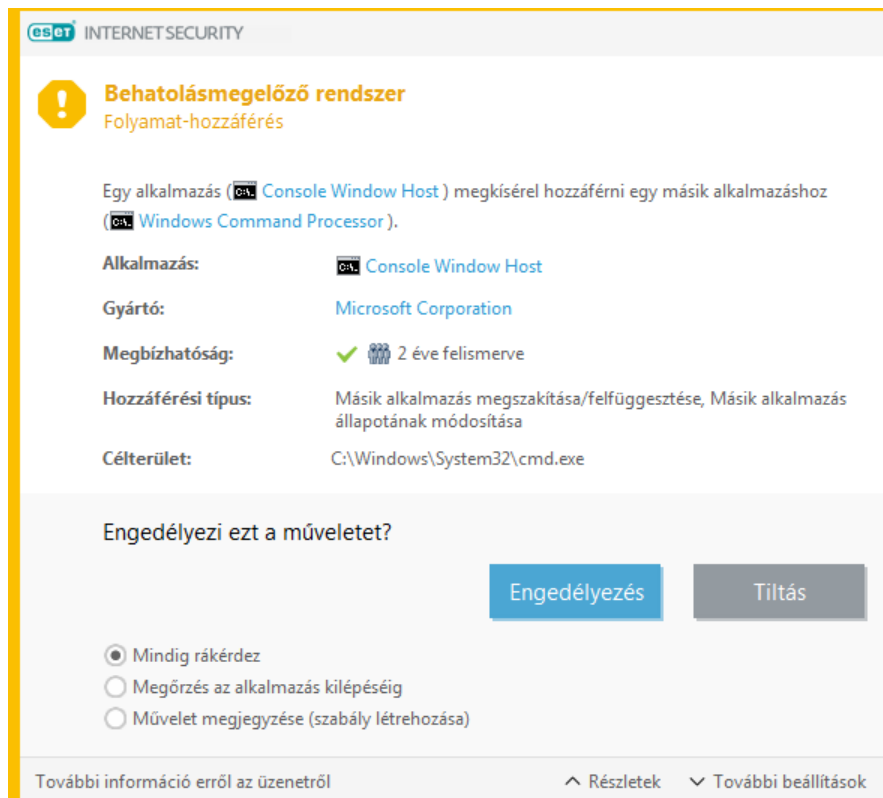 eset INTERNET SECURITY
Behatolásmegelőző rendszer
Folyamat-hozzáférés
Egy alkalmazás ( Console Window Host ) megkísérel hozzáférni egy másik alkalmazáshoz
( Windows Command Processor ).
Alkalmazás: Console Window Host
Gyártó: Microsoft Corporation
Megbízhatóság: 2 éve felismerve
Hozzáférési típus: Másik alkalmazás megszakítása/felfüggesztése, Másik alkalmazás
állapotának módosítása
Célterület: C:\Windows\System32\cmd.exe
Engedélyezi ezt a műveletet?
Engedélyezés Tiltás
Mindig rákérdez
Megőrzés az alkalmazás kilépéséig
Művelet megjegyzése (szabály létrehozása)
További információ erről az üzenetről Részletek További beállítások